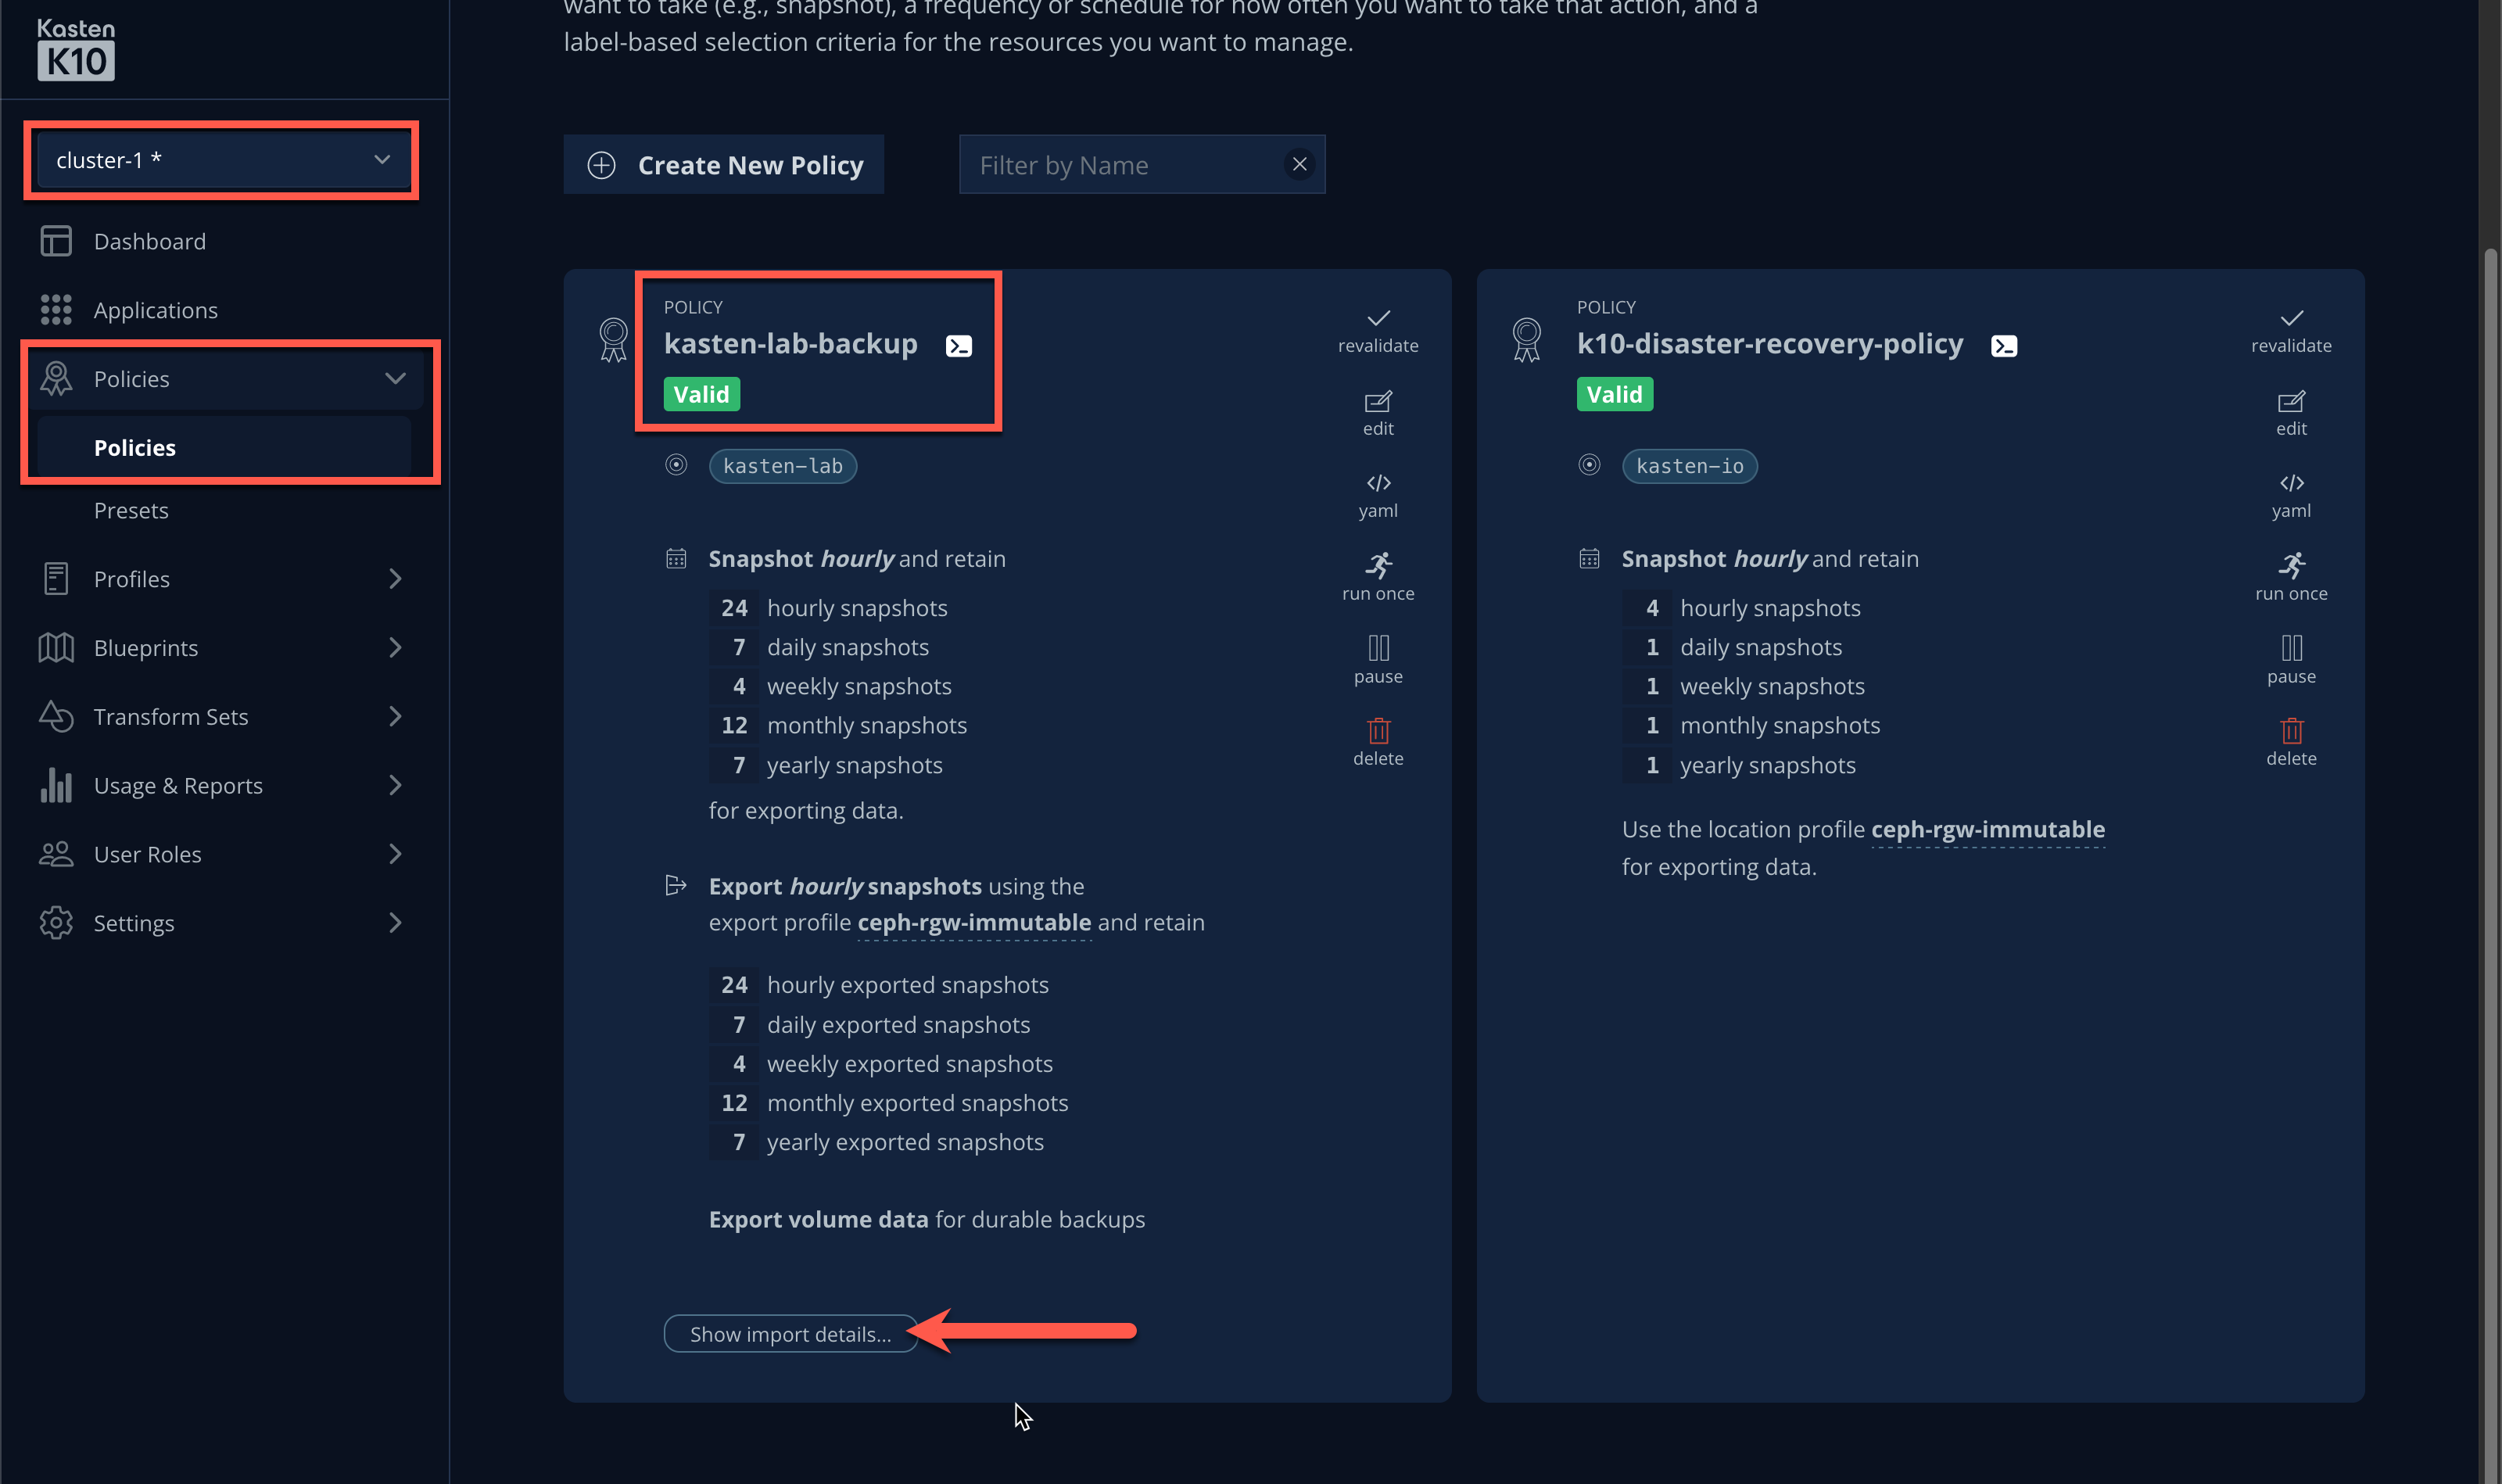 want to take (e.g., snapshot), a frequency or schedule for how often you want to take that action, and a
label-based selection criteria for the resources you want to manage.
Kasten
K10
cluster-1 *
Dashboard
Applications
Policies
Policies
Presets
Profiles
Blueprints
Transform Sets
Usage & Reports
User Roles
Settings
Create New Policy
Filter by Name
POLICY
kasten-lab-backup
Valid
kasten-lab
Snapshot hourly and retain
24 hourly snapshots
7 daily snapshots
4 weekly snapshots
12 monthly snapshots
7 yearly snapshots
for exporting data.
Export hourly snapshots using the
export profile ceph-rgw-immutable and retain
24 hourly exported snapshots
7 daily exported snapshots
4 weekly exported snapshots
12 monthly exported snapshots
7 yearly exported snapshots
Export volume data for durable backups
Show import details...
revalidate
edit
</> yaml
run once
pause
delete
POLICY
k10-disaster-recovery-policy
Valid
kasten-io
Snapshot hourly and retain
4 hourly snapshots
1 daily snapshots
1 weekly snapshots
1 monthly snapshots
1 yearly snapshots
Use the location profile ceph-rgw-immutable
for exporting data.
revalidate
edit
</> yaml
run once
pause
delete